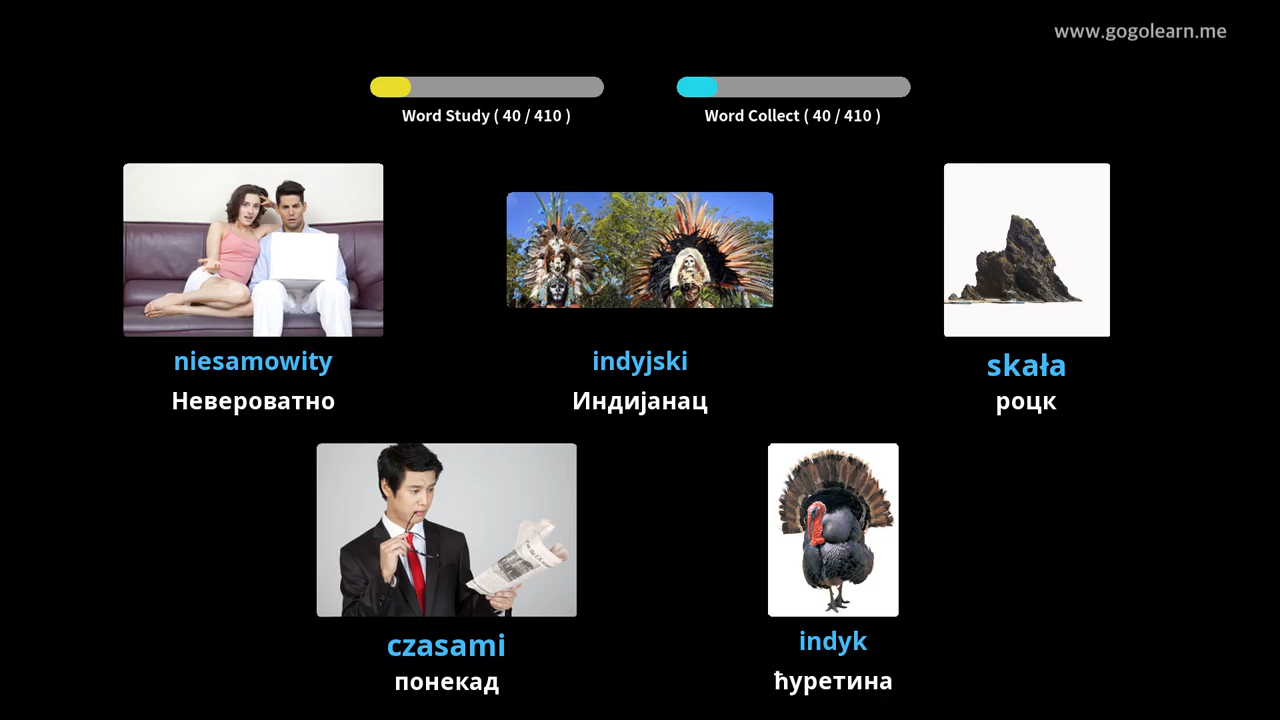 www.gogolearn.me
Word Study ( 40 / 410 )
Word Collect ( 40 / 410 )
niesamowity
Невероватно
indyjski
Индијанац
skała
роцк
czasami
понекад
indyk
ћуретина